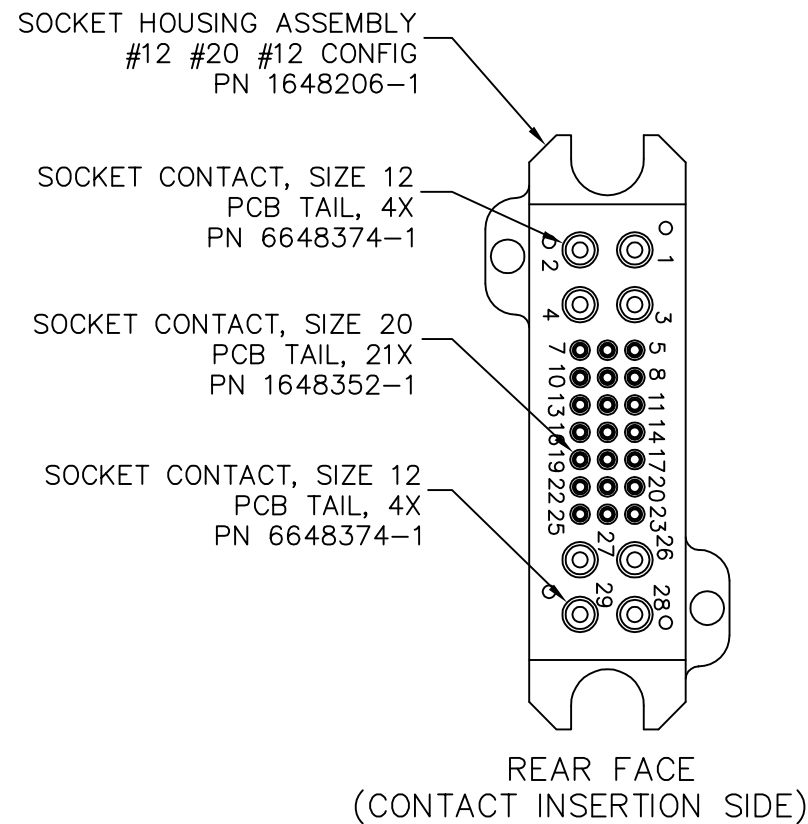 SOCKET HOUSING ASSEMBLY
#12 #20 #12 CONFIG
PN 1648206-1
SOCKET CONTACT, SIZE 12
PCB TAIL, 4X
PN 6648374-1
SOCKET CONTACT, SIZE 20
PCB TAIL, 21X
PN 1648352-1
SOCKET CONTACT, SIZE 12
PCB TAIL, 4X
PN 6648374-1
2 1
4 3
7 5
10 8
13 11
16 14
19 17
22 20
25 23
27 26
29 28
REAR FACE
(CONTACT INSERTION SIDE)